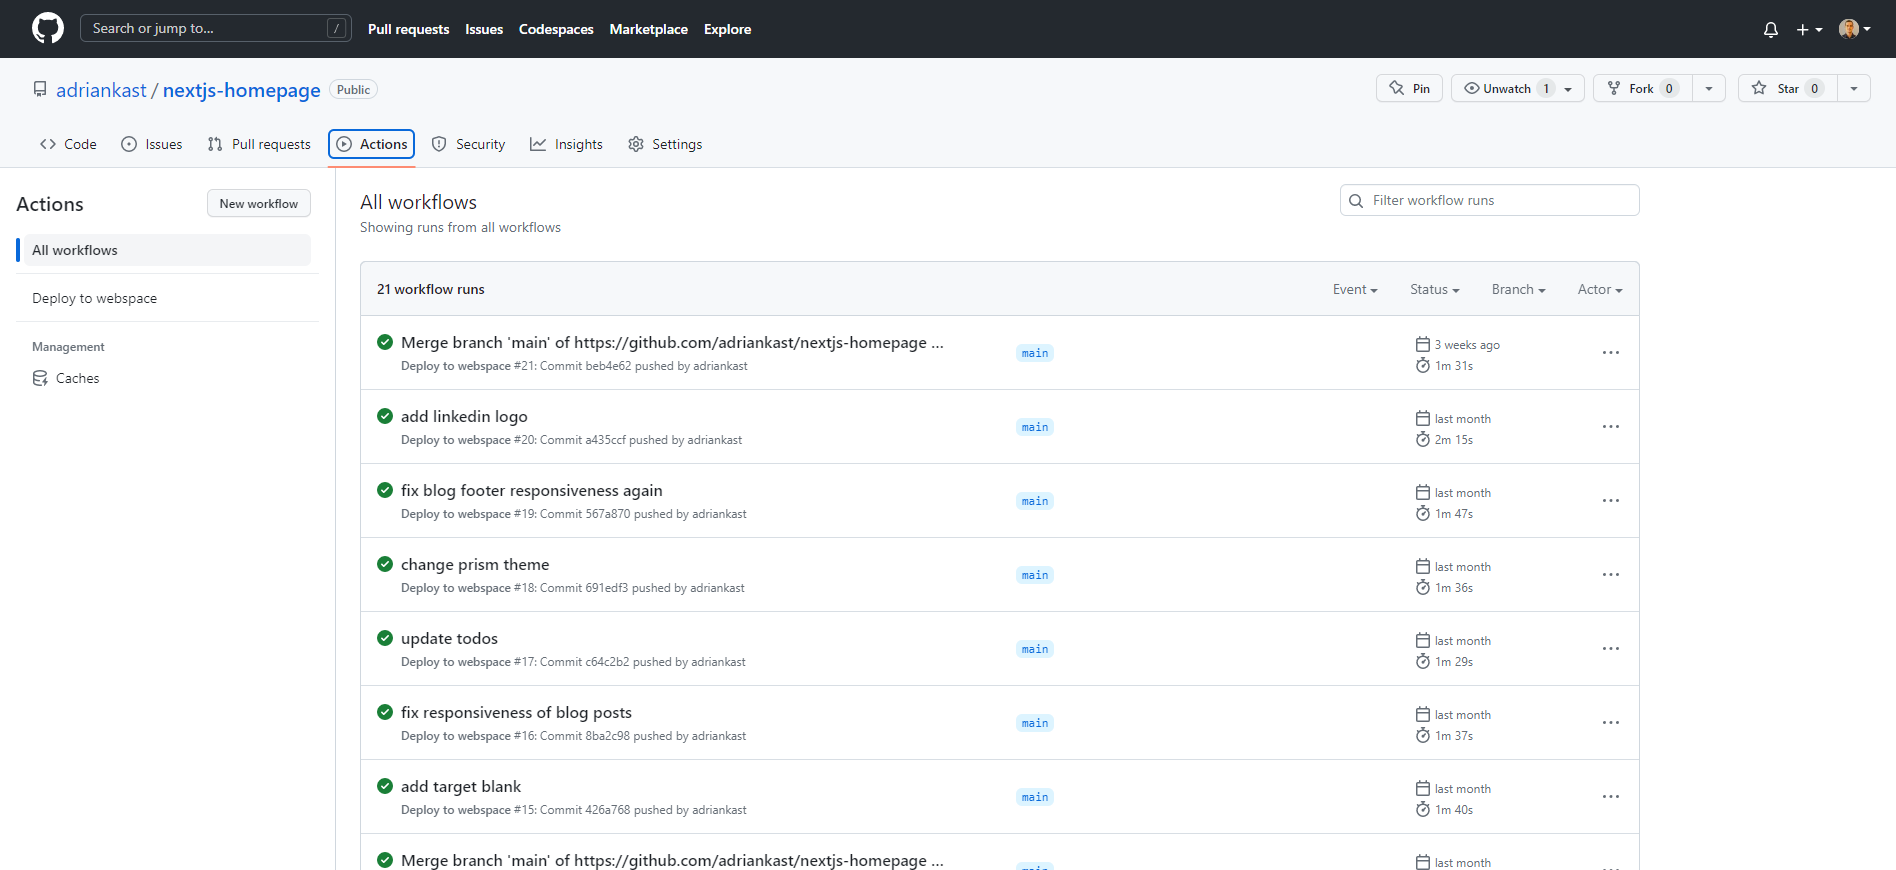 Search or jump to... /
Pull requests Issues Codespaces Marketplace Explore
adriankast / nextjs-homepage Public
Pin Unwatch 1 Fork 0 Star 0
Code Issues Pull requests Actions Security Insights Settings
Actions
New workflow
All workflows
Deploy to webspace
Management
Caches
All workflows
Showing runs from all workflows
Filter workflow runs
21 workflow runs
Event Status Branch Actor
Merge branch 'main' of https://github.com/adriankast/nextjs-homepage ...
Deploy to webspace #21: Commit beb4e62 pushed by adriankast
main
3 weeks ago
1m 31s
add linkedin logo
Deploy to webspace #20: Commit a435ccf pushed by adriankast
main
last month
2m 15s
fix blog footer responsiveness again
Deploy to webspace #19: Commit 567a870 pushed by adriankast
main
last month
1m 47s
change prism theme
Deploy to webspace #18: Commit 691edf3 pushed by adriankast
main
last month
1m 36s
update todos
Deploy to webspace #17: Commit c64c2b2 pushed by adriankast
main
last month
1m 29s
fix responsiveness of blog posts
Deploy to webspace #16: Commit 8ba2c98 pushed by adriankast
main
last month
1m 37s
add target blank
Deploy to webspace #15: Commit 426a768 pushed by adriankast
main
last month
1m 40s
Merge branch 'main' of https://github.com/adriankast/nextjs-homepage ...
main
last month